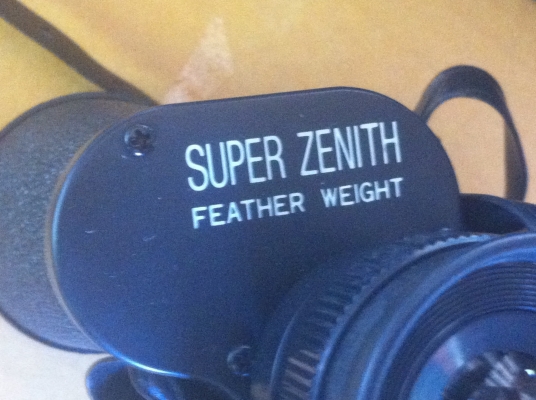 SUPER ZENITH
FEATHER WEIGHT